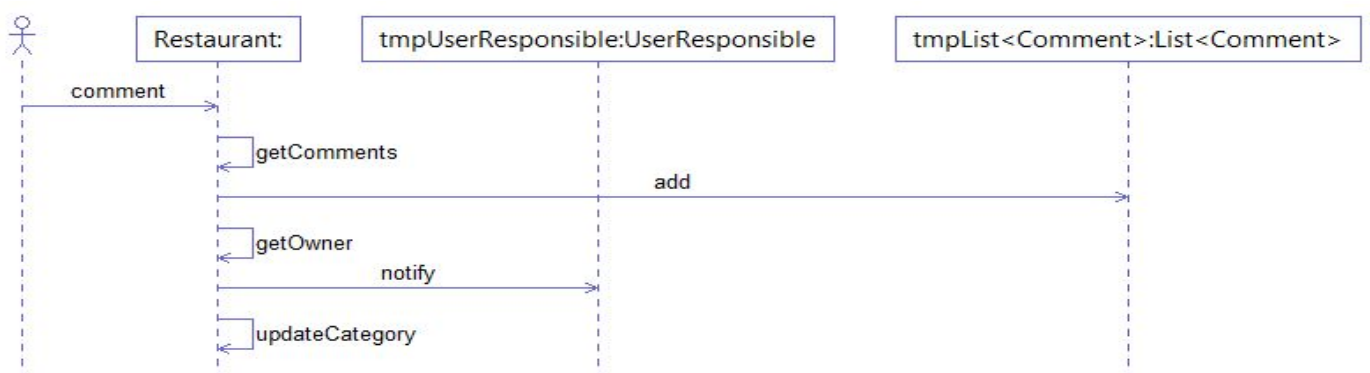 Restaurant:
tmpUserResponsible:UserResponsible
tmpList<Comment>:List<Comment>
comment
getComments
add
getOwner
notify
updateCategory